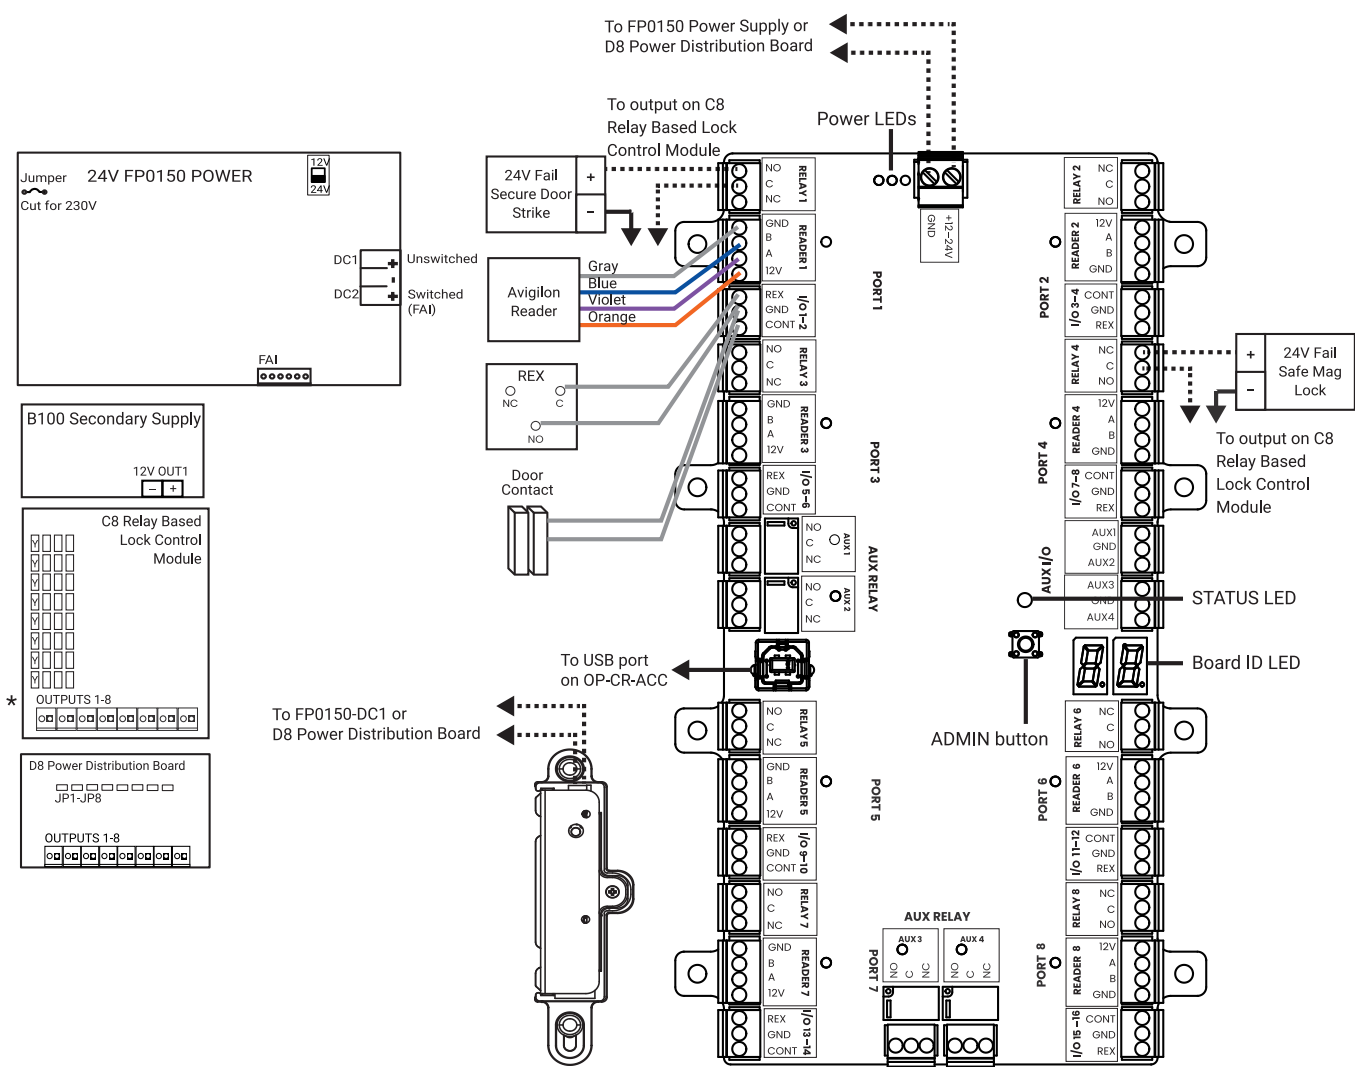 To FP0150 Power Supply or
D8 Power Distribution Board
To output on C8
Relay Based Lock
Control Module
Power LEDs
24V FP0150 POWER
Jumper
Cut for 230V
12V
24V
DC1
+
Unswitched
-
DC2
+
Switched
(FAI)
FAI
B100 Secondary Supply
12V OUT1
- +
C8 Relay Based
Lock Control
Module
Y
Y
Y
Y
Y
Y
Y
Y
*
OUTPUTS 1-8
D8 Power Distribution Board
JP1-JP8
OUTPUTS 1-8
24V Fail
Secure Door
Strike
+
-
Avigilon
Reader
Gray
Blue
Violet
Orange
REX
NC
C
NO
Door
Contact
To USB port
on OP-CR-ACC
To FP0150-DC1 or
D8 Power Distribution Board
GND
+12-24V
NO
C
NC
RELAY 1
GND
B
A
12V
READER 1
REX
GND
CONT
I/O 1-2
PORT 1
NO
C
NC
RELAY 3
GND
B
A
12V
READER 3
REX
GND
CONT
I/O 5-6
PORT 3
NO
C
NC
AUX 1
NO
C
NC
AUX 2
AUX RELAY
NO
C
NC
RELAY 5
GND
B
A
12V
READER 5
REX
GND
CONT
I/O 9-10
PORT 5
NO
C
NC
RELAY 7
GND
B
A
12V
READER 7
REX
GND
CONT
I/O 13-14
PORT 7
AUX RELAY
AUX 3
NO
C
NC
AUX 4
NO
C
NC
RELAY 2
NC
C
NO
READER 2
12V
A
B
GND
I/O 3-4
CONT
GND
REX
PORT 2
RELAY 4
NC
C
NO
READER 4
12V
A
B
GND
I/O 7-8
CONT
GND
REX
PORT 4
AUX I/O
AUX1
GND
AUX2
AUX3
GND
AUX4
STATUS LED
Board ID LED
8.
8.
ADMIN button
RELAY 6
NC
C
NO
READER 6
12V
A
B
GND
I/O 11-12
CONT
GND
REX
PORT 6
RELAY 8
NC
C
NO
READER 8
12V
A
B
GND
I/O 15-16
CONT
GND
REX
PORT 8
+
-
24V Fail
Safe Mag
Lock
To output on C8
Relay Based
Lock Control
Module